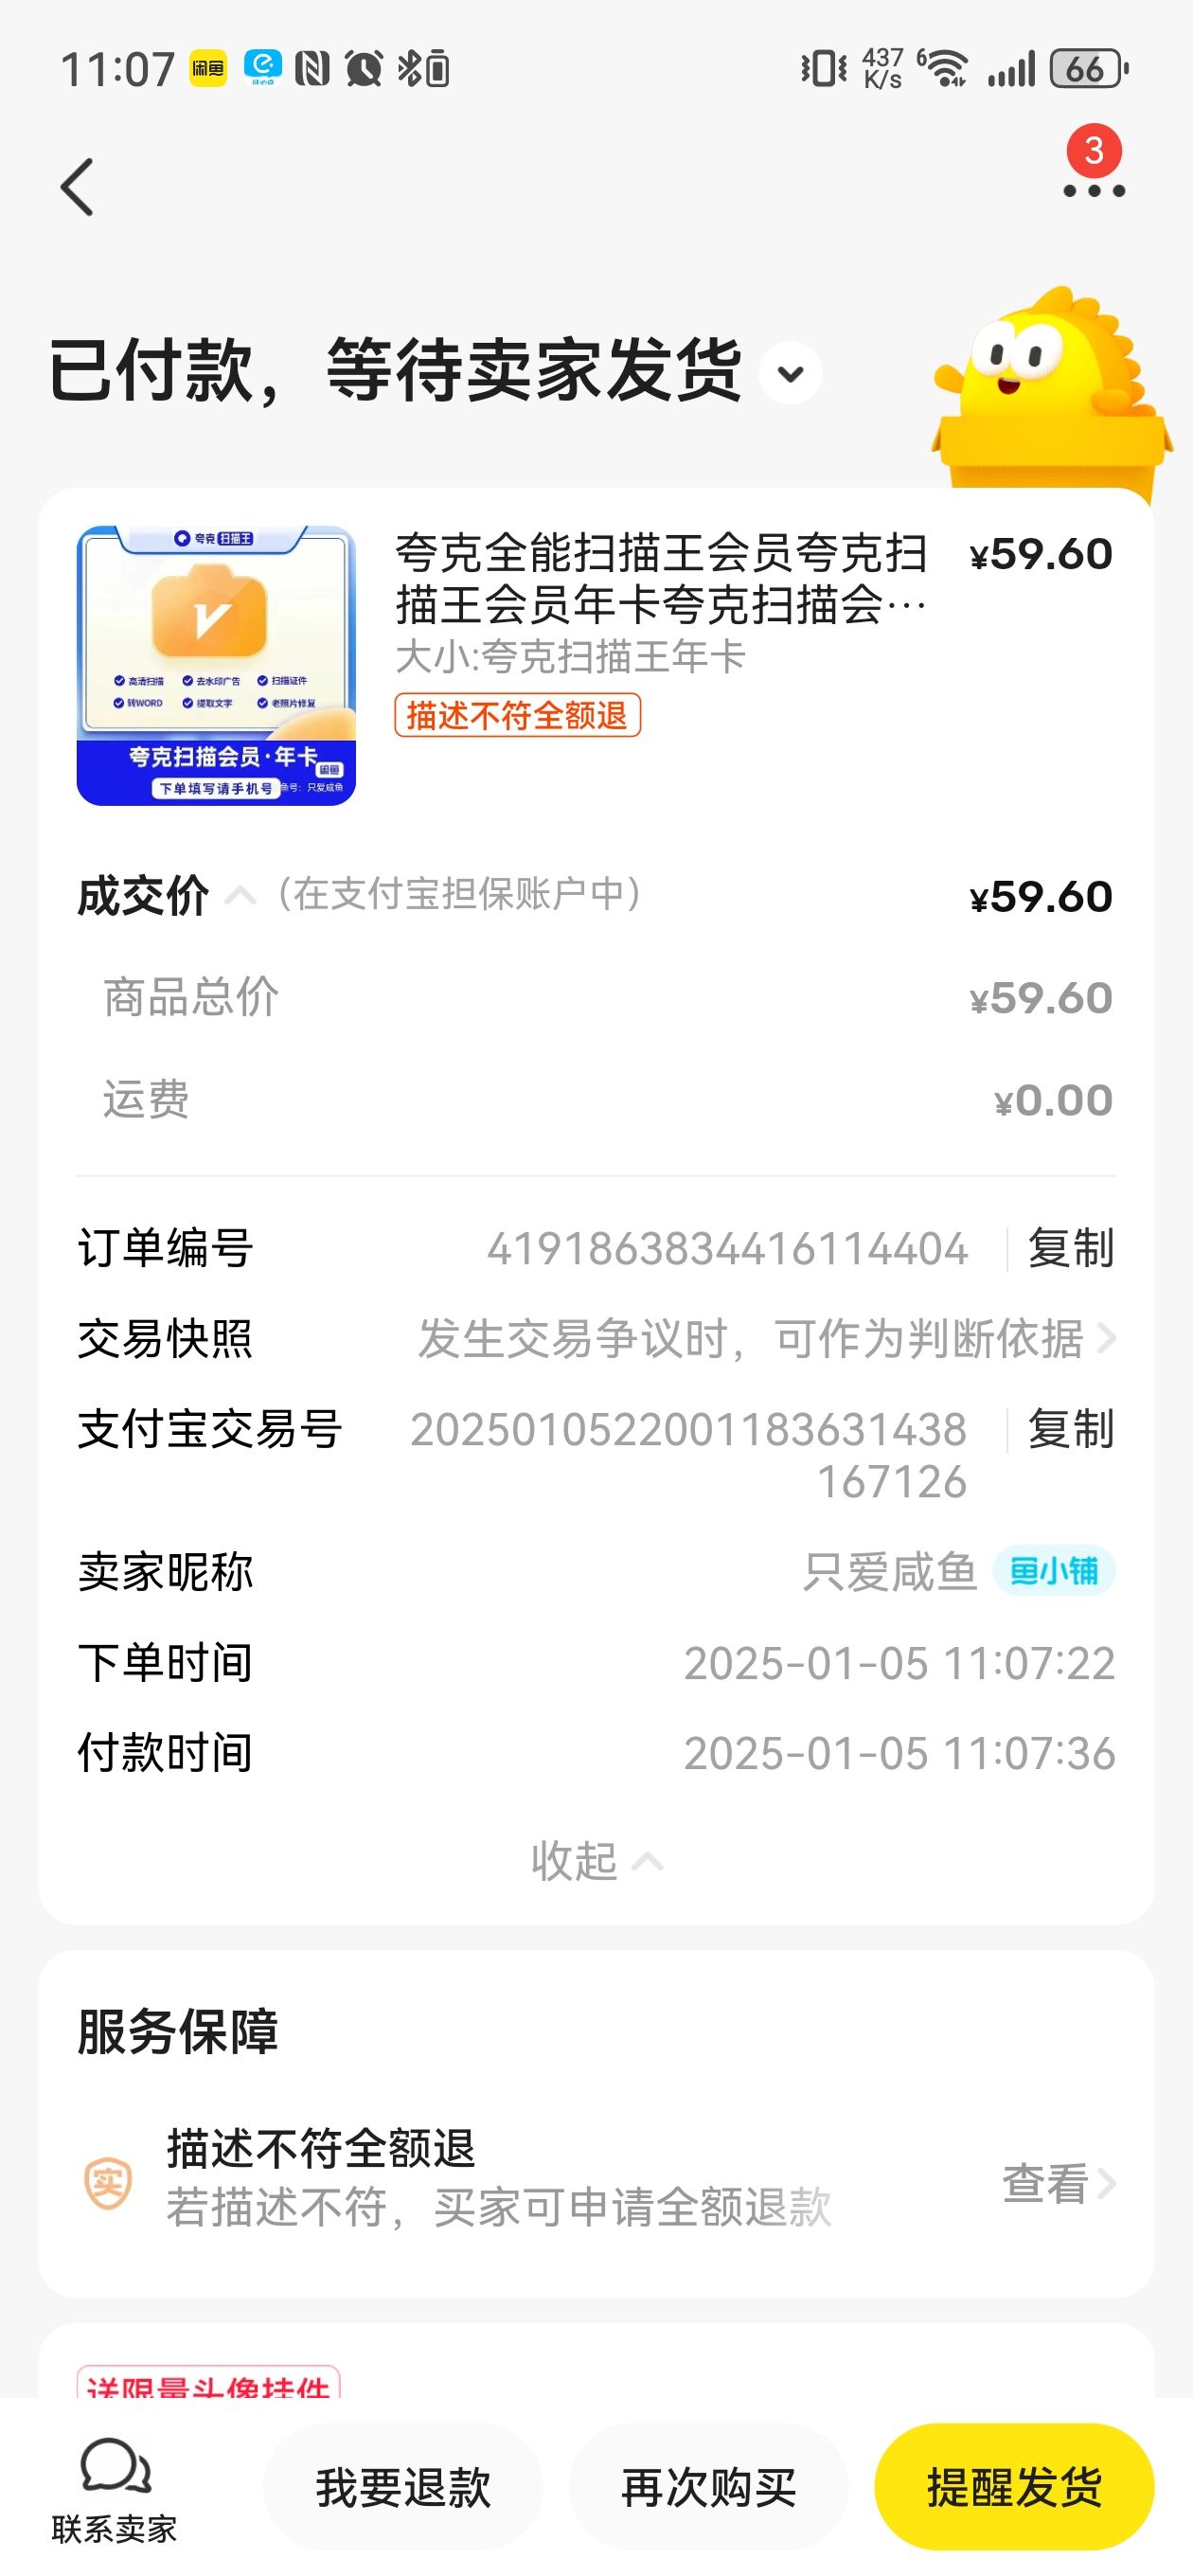 11:07
闲鱼
437
K/s
6
66
3
已付款，等待卖家发货
夸克 扫描王
高清扫描 去水印广告 扫描证件
转WORD 提取文字 老照片修复
夸克扫描会员·年卡
闲鱼
下单填写请手机号
鱼号：只爱咸鱼
夸克全能扫描王会员夸克扫
描王会员年卡夸克扫描会···
¥59.60
大小:夸克扫描王年卡
描述不符全额退
成交价 （在支付宝担保账户中） ¥59.60
商品总价 ¥59.60
运费 ¥0.00
订单编号 4191863834416114404 复制
交易快照 发生交易争议时，可作为判断依据
支付宝交易号 2025010522001183631438 复制
167126
卖家昵称 只爱咸鱼 鱼小铺
下单时间 2025-01-05 11:07:22
付款时间 2025-01-05 11:07:36
收起
服务保障
实
描述不符全额退
若描述不符，买家可申请全额退款
查看
送限量头像挂件
联系卖家
我要退款
再次购买
提醒发货